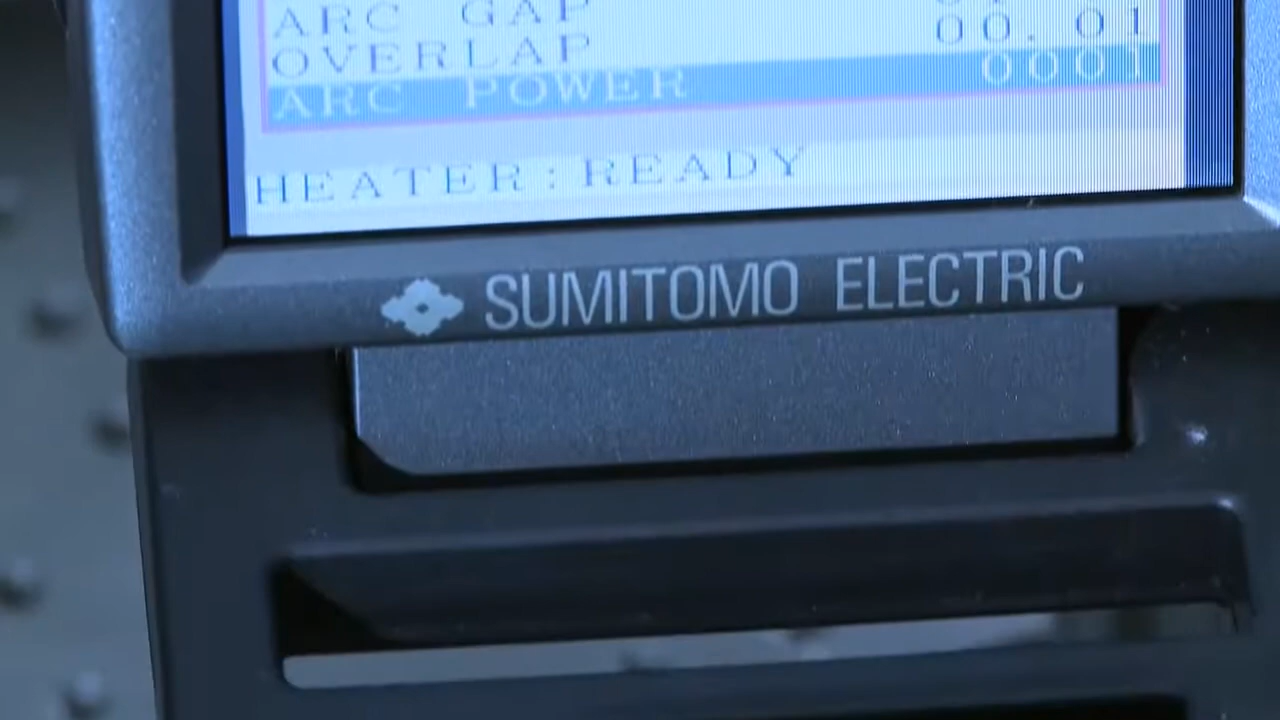 ARC GAP
OVERLAP 00.01
ARC POWER 0001
HEATER:READY
SUMITOMO ELECTRIC